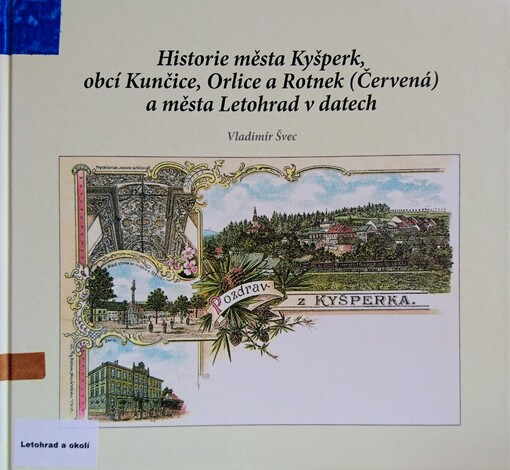 Historie města Kyšperk,
obcí Kunčice, Orlice a Rotnek (Červená)
a města Letohrad v datech
Vladimír Švec
Pozdrav
z KYŠPERKA.
Letohrad a okolí